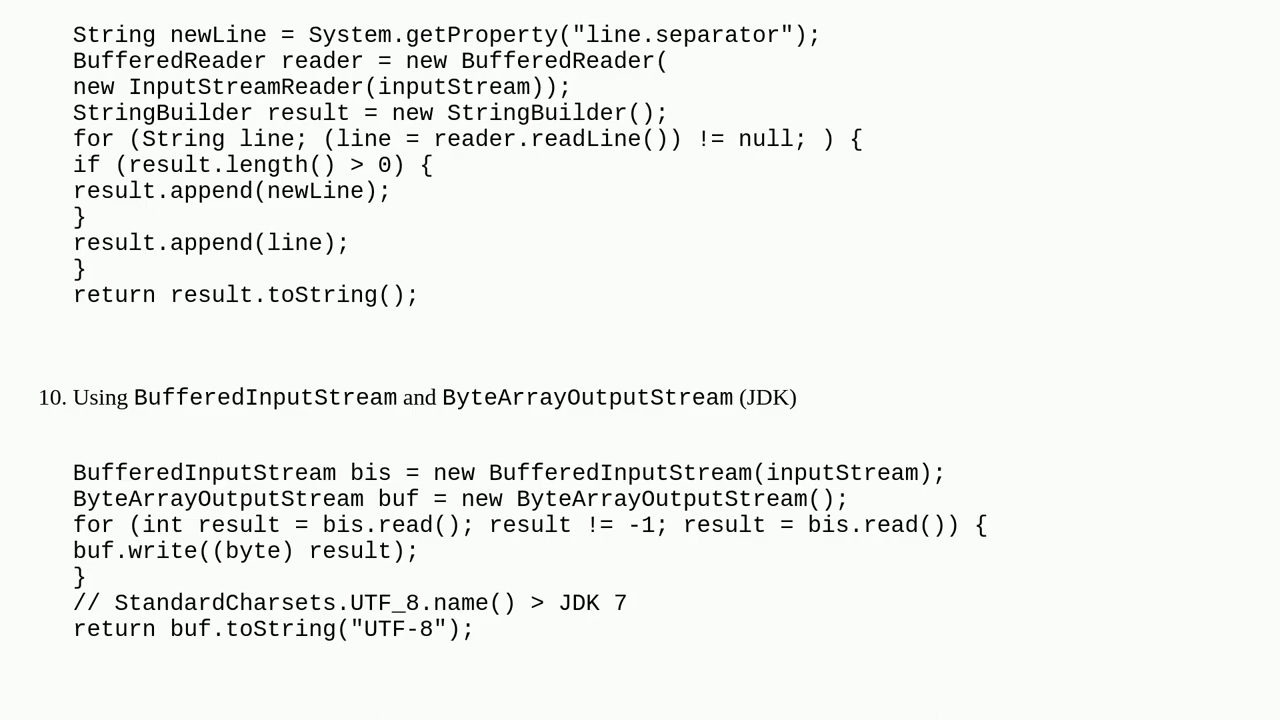 String newLine = System.getProperty("line.separator");
BufferedReader reader = new BufferedReader(
new InputStreamReader(inputStream));
StringBuilder result = new StringBuilder();
for (String line; (line = reader.readLine()) != null; ) {
if (result.length() > 0) {
result.append(newLine);
}
result.append(line);
}
return result.toString();
10. Using BufferedInputStream and ByteArrayOutputStream (JDK)
BufferedInputStream bis = new BufferedInputStream(inputStream);
ByteArrayOutputStream buf = new ByteArrayOutputStream();
for (int result = bis.read(); result != -1; result = bis.read()) {
buf.write((byte) result);
}
// StandardCharsets.UTF_8.name() > JDK 7
return buf.toString("UTF-8");